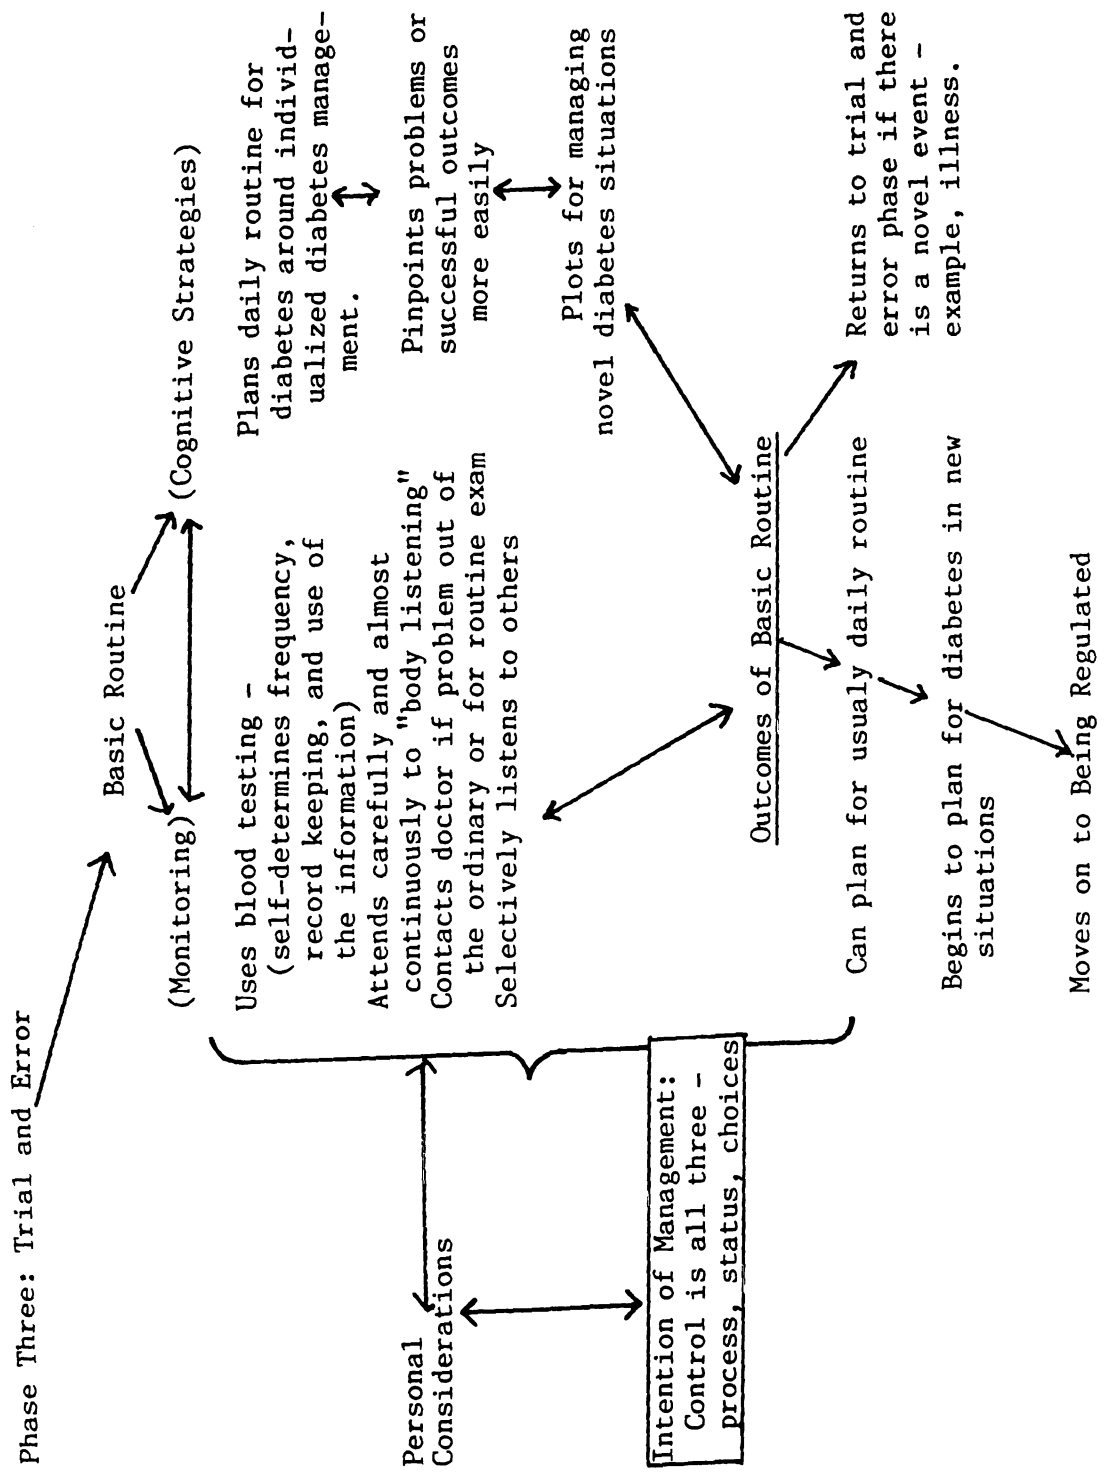 Phase Three: Trial and Error
Basic Routine
(Monitoring)
(Cognitive Strategies)
Uses blood testing -
(self-determines frequency,
record keeping, and use of
the information)
Attends carefully and almost
continuously to "body listening"
Contacts doctor if problem out of
the ordinary or for routine exam
Selectively listens to others
Plans daily routine for
diabetes around individ-
ualized diabetes manage-
ment.
Pinpoints problems or
successful outcomes
more easily
Plots for managing
novel diabetes situations
Personal
Considerations
Intention of Management:
Control is all three -
process, status, choices
Outcomes of Basic Routine
Can plan for usualy daily routine
Begins to plan for diabetes in new
situations
Moves on to Being Regulated
Returns to trial and
error phase if there
is a novel event -
example, illness.